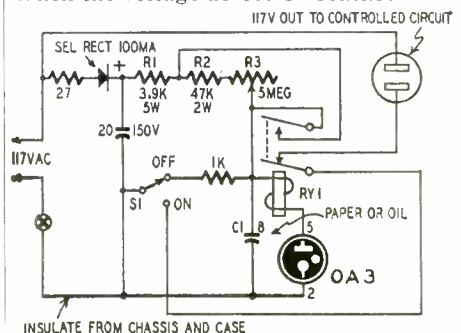 117V OUT TO CONTROLLED CIRCUIT
SEL RECT 100MA
+
R1
R2
R3
27
3.9K
5W
47K
2W
5MEG
20
150V
117VAC
OFF
1K
S1
ON
RY1
PAPER OR OIL
C1
8
5
OA3
2
INSULATE FROM CHASSIS AND CASE